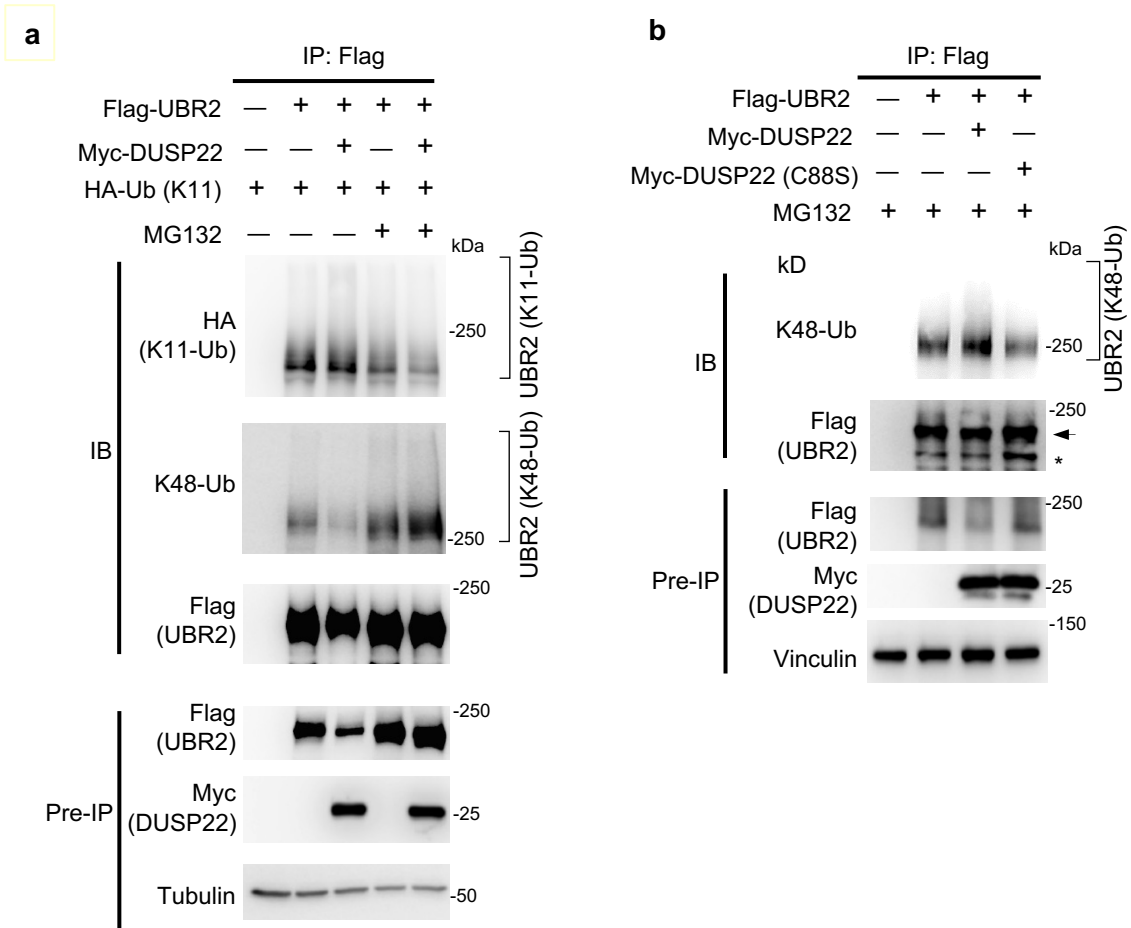 a
IP: Flag
Flag-UBR2 — + + + +
Myc-DUSP22 — — + — +
HA-Ub (K11) + + + + +
MG132 — — — + +
kDa
HA
(K11-Ub)
-250
UBR2 (K11-Ub)
K48-Ub
-250
UBR2 (K48-Ub)
IB
Flag
(UBR2)
-250
Flag
(UBR2)
-250
Pre-IP
Myc
(DUSP22)
-25
Tubulin
-50
b
IP: Flag
Flag-UBR2 — + + +
Myc-DUSP22 — — + —
Myc-DUSP22 (C88S) — — — +
MG132 + + + +
kDa
kD
K48-Ub
-250
UBR2 (K48-Ub)
IB
Flag
(UBR2)
-250
*
Flag
(UBR2)
-250
Pre-IP
Myc
(DUSP22)
-25
-150
Vinculin